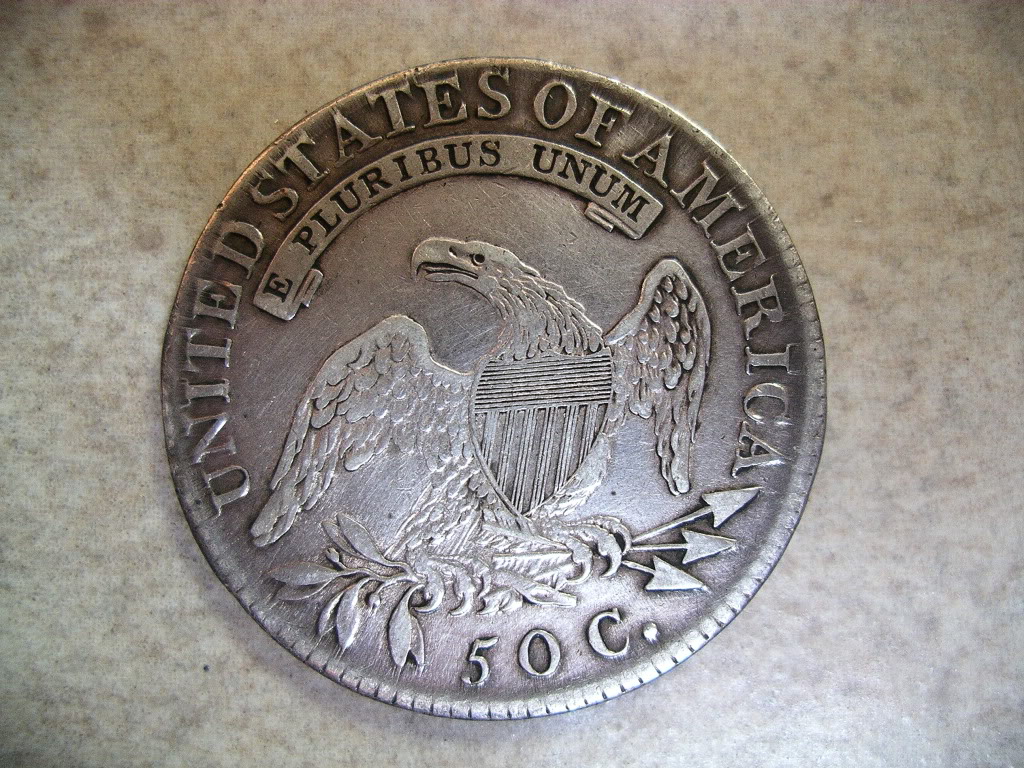 UNITED STATES OF AMERICA
E PLURIBUS UNUM
50 C.